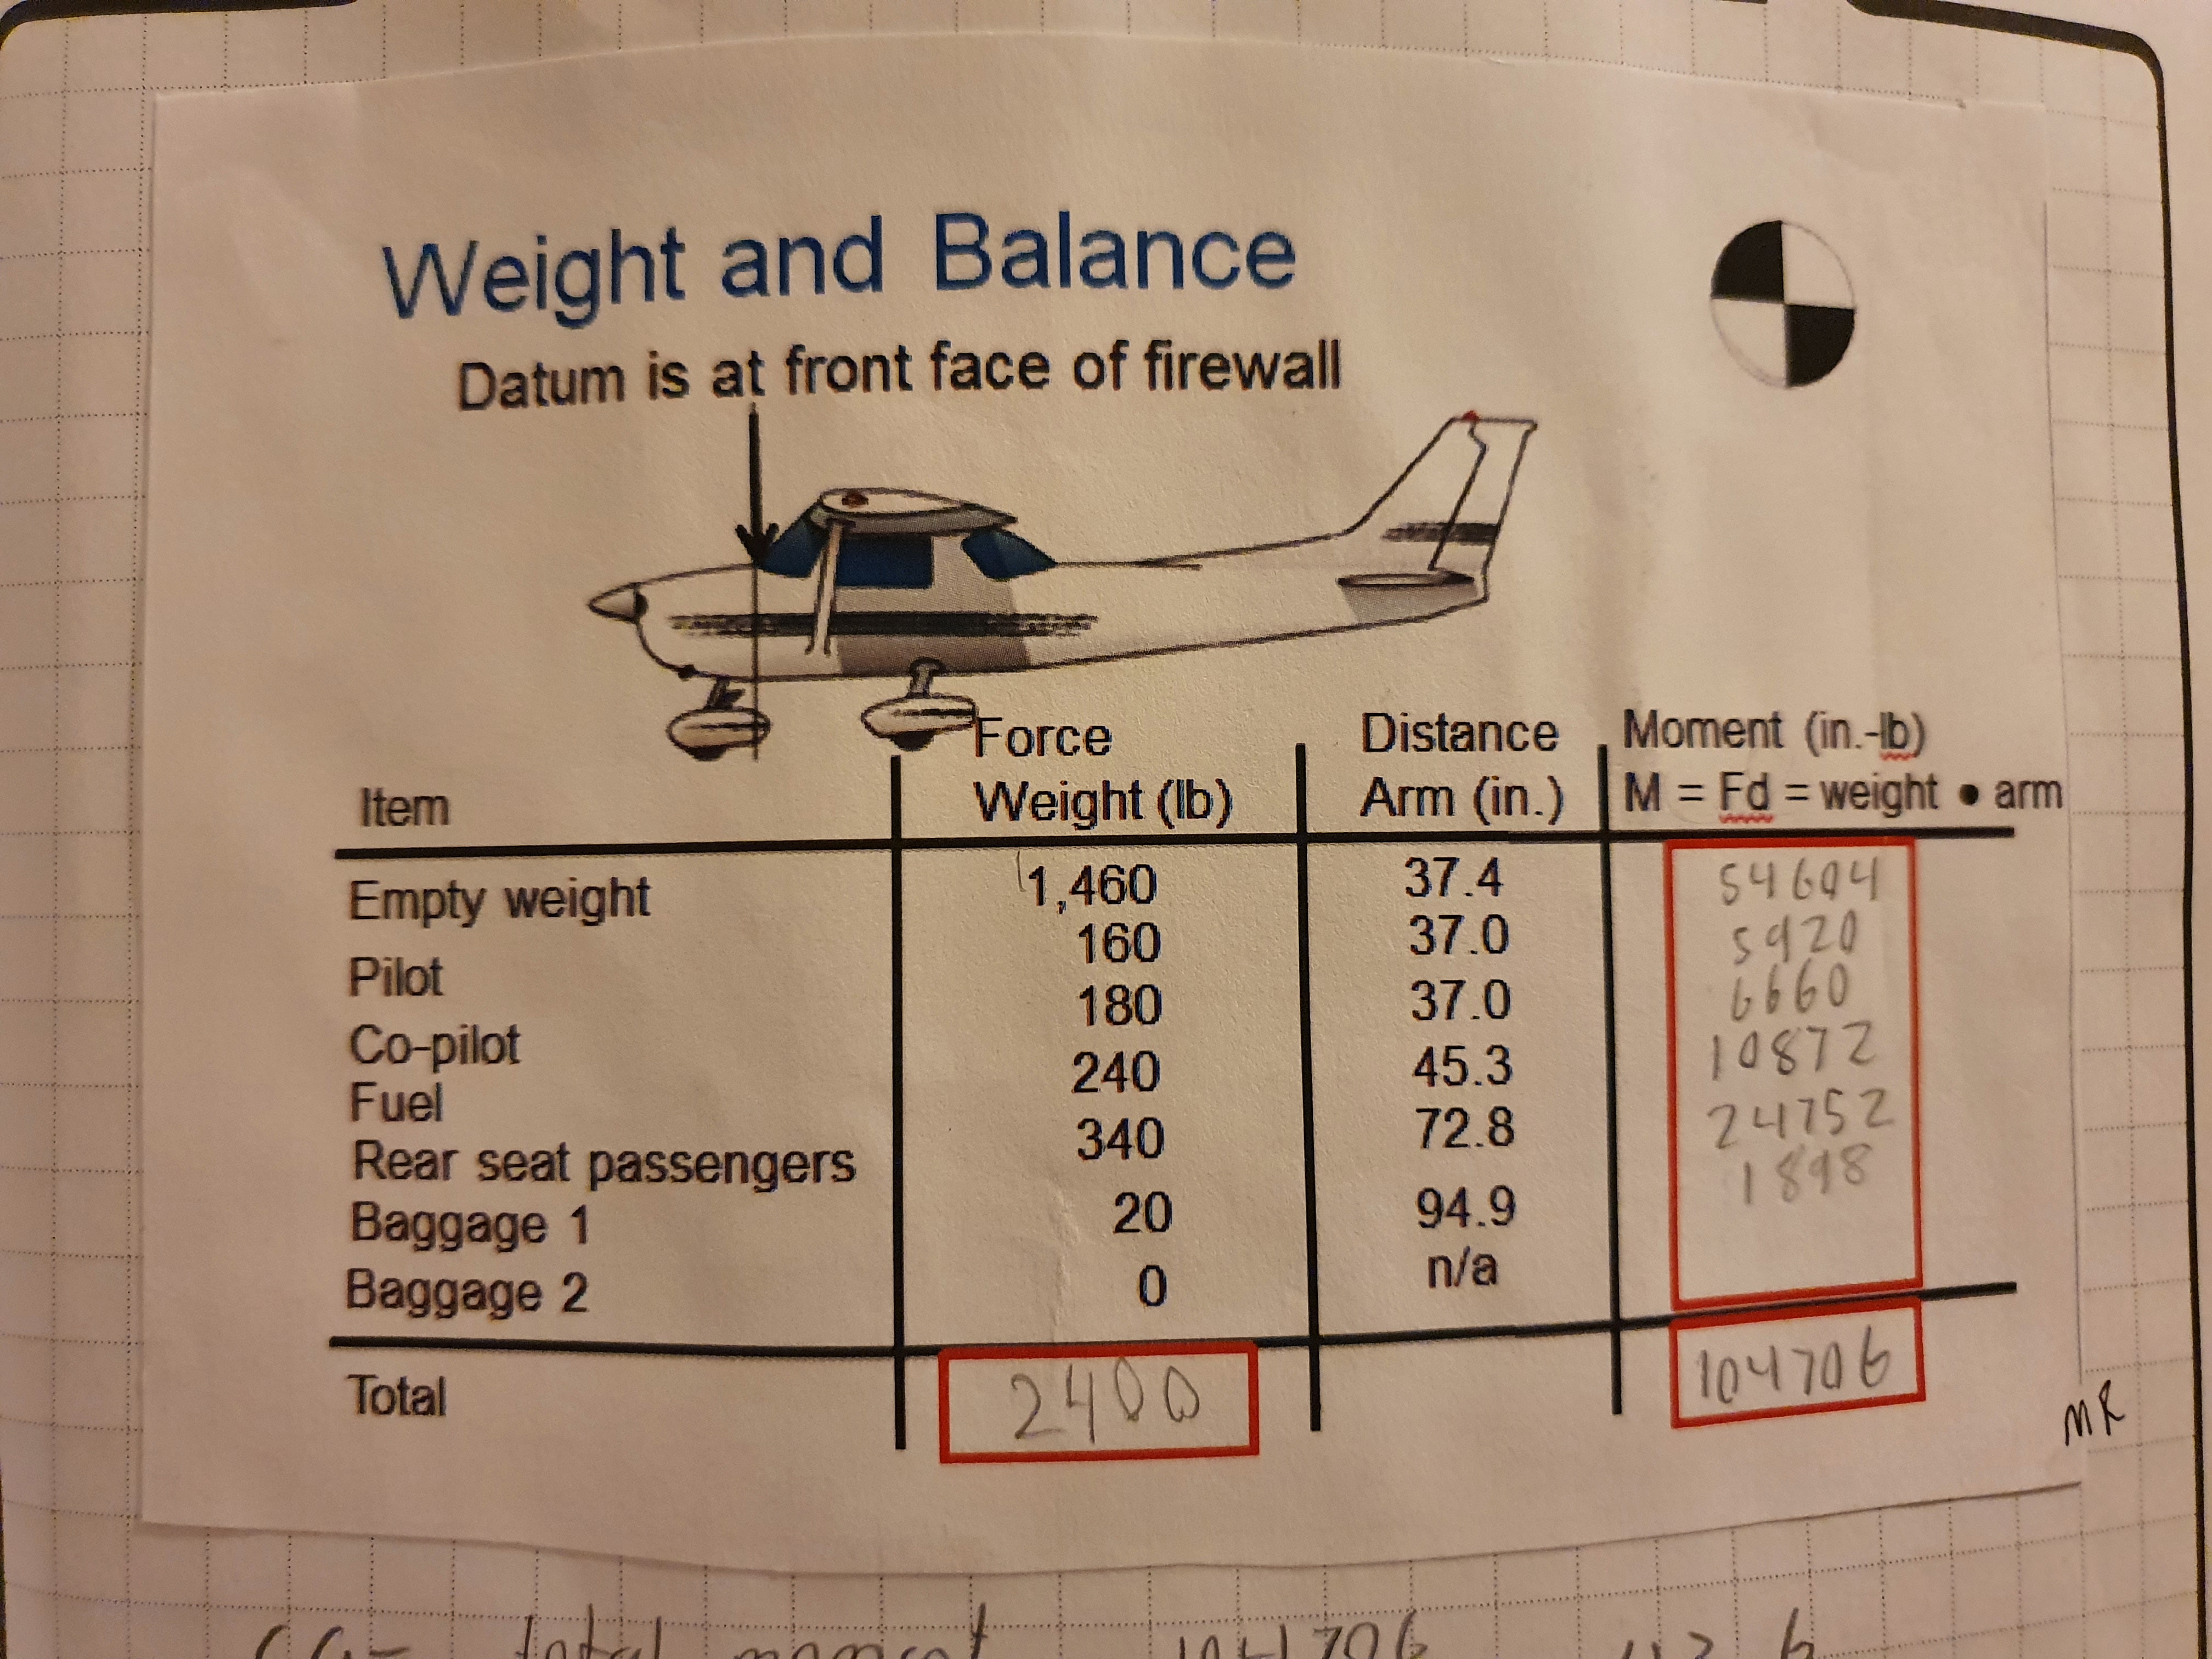 Weight and Balance
Datum is at front face of firewall
Force Distance Moment (in.-lb)
Item Weight (lb) Arm (in.) M = Fd = weight • arm
Empty weight 1,460 37.4 54604
Pilot 160 37.0 5920
Co-pilot 180 37.0 6660
Fuel 240 45.3 10872
Rear seat passengers 340 72.8 24752
Baggage 1 20 94.9 1898
Baggage 2 0 n/a
Total 2400 104706
MR
CG= total moment 104706